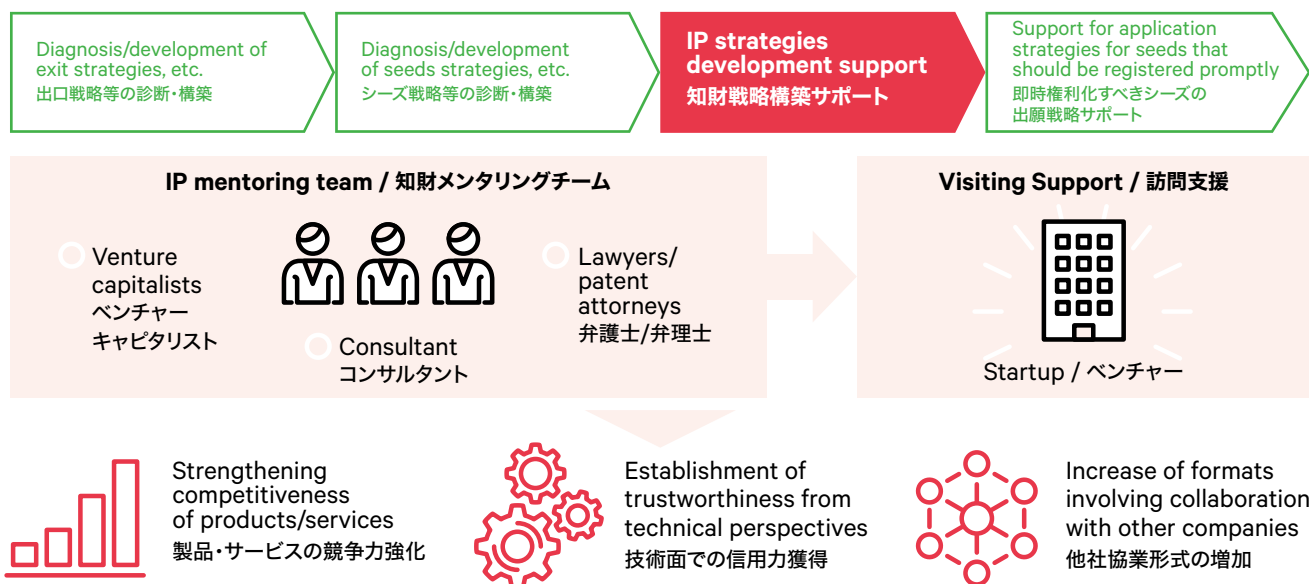 Diagnosis/development of
exit strategies, etc.
出口戦略等の診断・構築
Diagnosis/development
of seeds strategies, etc.
シーズ戦略等の診断・構築
IP strategies
development support
知財戦略構築サポート
Support for application
strategies for seeds that
should be registered promptly
即時権利化すべきシーズの
出願戦略サポート
IP mentoring team / 知財メンタリングチーム
Venture
capitalists
ベンチャー
キャピタリスト
Consultant
コンサルタント
Lawyers/
patent
attorneys
弁護士/弁理士
Visiting Support / 訪問支援
Startup / ベンチャー
Strengthening
competitiveness
of products/services
製品・サービスの競争力強化
Establishment of
trustworthiness from
technical perspectives
技術面での信用力獲得
Increase of formats
involving collaboration
with other companies
他社協業形式の増加